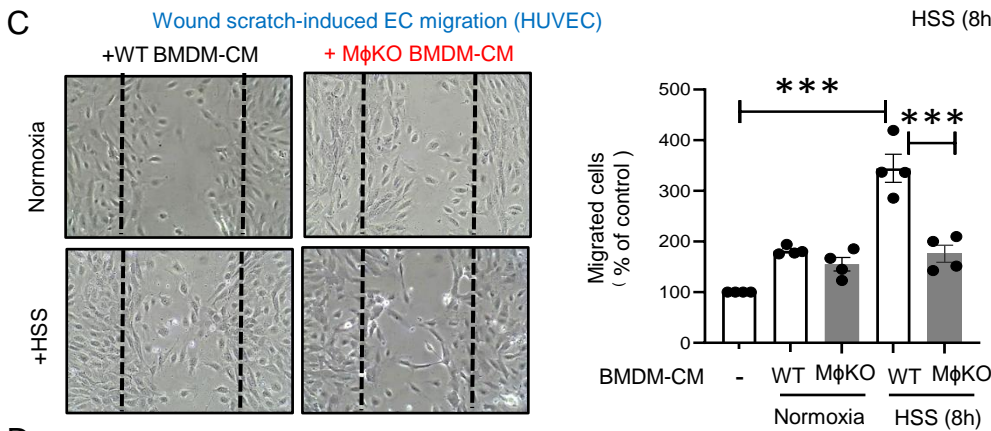 C
Wound scratch-induced EC migration (HUVEC)
HSS (8h
+WT BMDM-CM
+ MϕKO BMDM-CM
Normoxia
+HSS
Migrated cells
( % of control )
500
400
300
200
100
0
***
***
BMDM-CM
- WT MϕKO WT MϕKO
Normoxia HSS (8h)